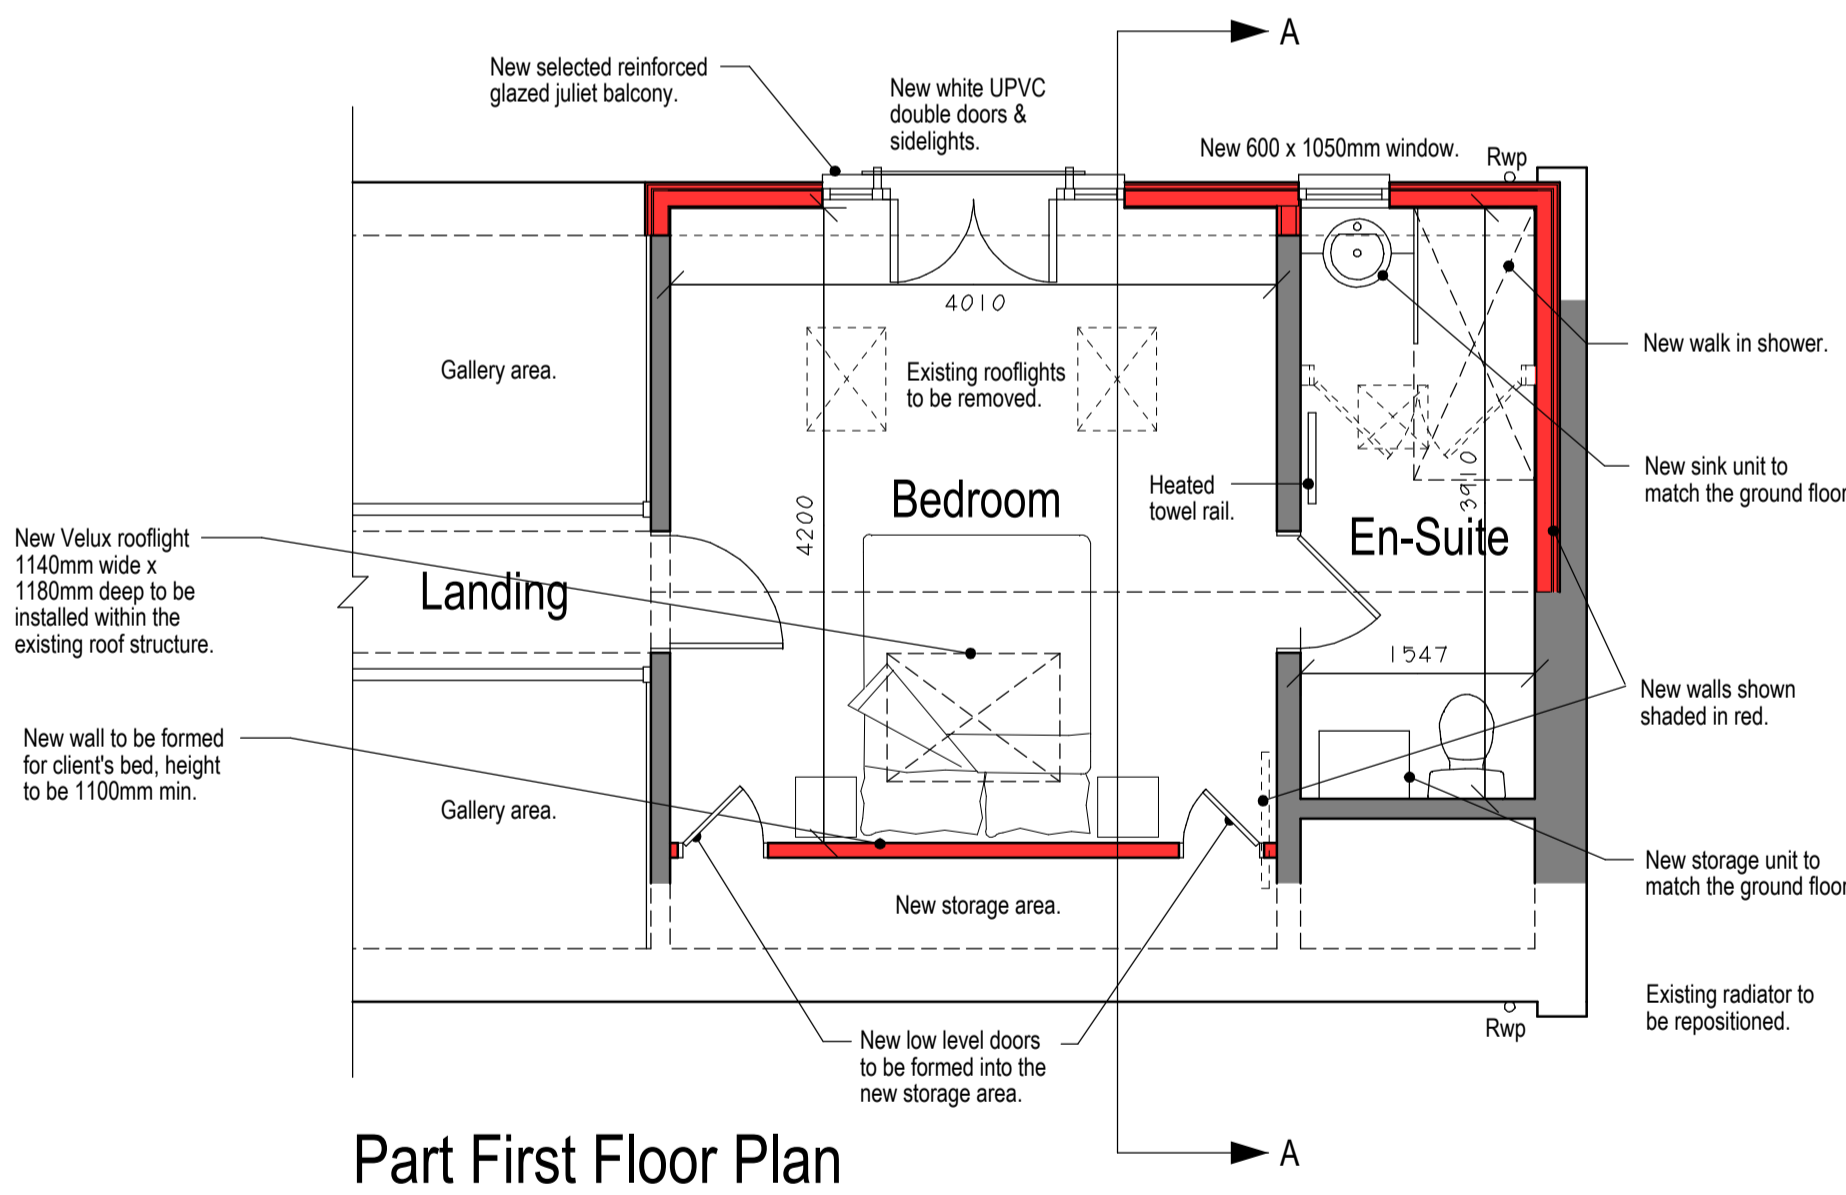 A
New selected reinforced
glazed juliet balcony.
New white UPVC
double doors &
sidelights.
New 600 x 1050mm window.
Rwp
4010
Gallery area.
Existing rooflights
to be removed.
New walk in shower.
Bedroom
Heated
towel rail.
3910
New sink unit to
match the ground floor
4200
En-Suite
New Velux rooflight
1140mm wide x
1180mm deep to be
installed within the
existing roof structure.
Landing
1547
New walls shown
shaded in red.
New wall to be formed
for client's bed, height
to be 1100mm min.
Gallery area.
New storage unit to
match the ground floor
New storage area.
Existing radiator to
be repositioned.
Rwp
New low level doors
to be formed into the
new storage area.
Part First Floor Plan
A